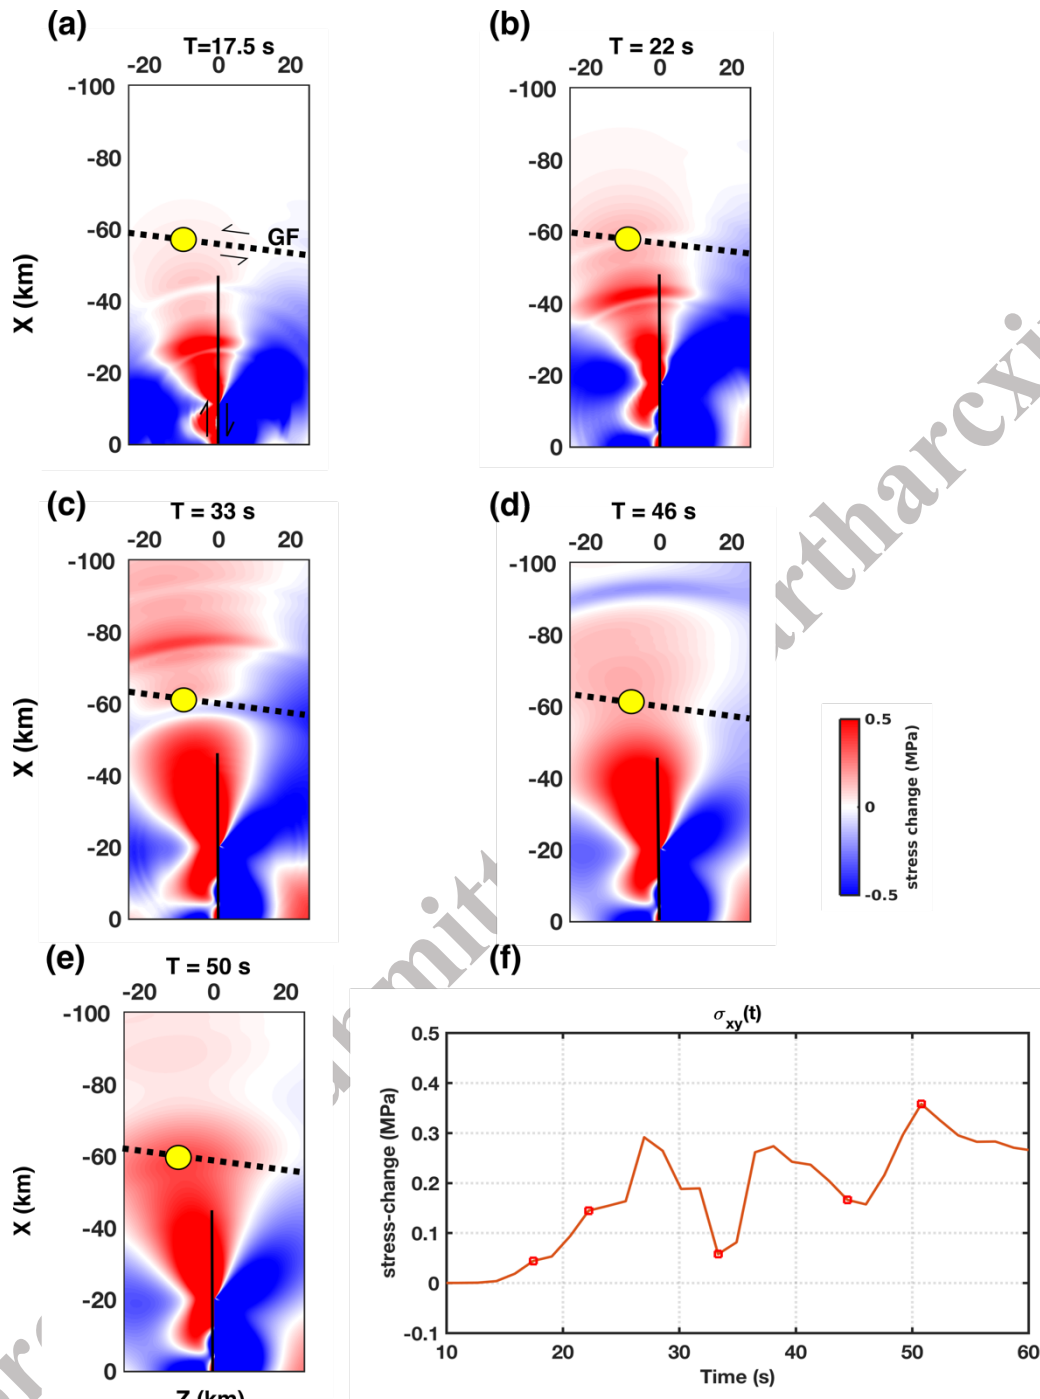 (a)
T=17.5 s
-20 0 20
-100
-80
-60
-40
-20
0
X (km)
GF
(b)
T = 22 s
-20 0 20
-100
-80
-60
-40
-20
0
(c)
T = 33 s
-20 0 20
-100
-80
-60
-40
-20
0
X (km)
(d)
T = 46 s
-20 0 20
-100
-80
-60
-40
-20
0
0.5
0
-0.5
stress change (MPa)
(e)
T = 50 s
-20 0 20
-100
-80
-60
-40
-20
0
X (km)
Z (km)
(f)
σxy(t)
0.5
0.4
0.3
0.2
0.1
0
-0.1
stress-change (MPa)
10 20 30 40 50 60
Time (s)